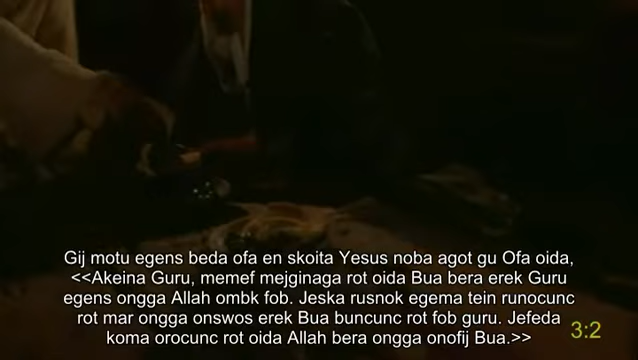 Gij motu egens beda ofa en skoita Yesus noba agot gu Ofa oida,
<<Akeina Guru, memef mejginaga rot oida Bua bera erek Guru
egens ongga Allah ombk fob. Jeska rusnok egema tein runocunc
rot mar ongga onswos erek Bua buncunc rot fob guru. Jefeda
koma orocunc rot oida Allah bera ongga onofij Bua.>>
3:2